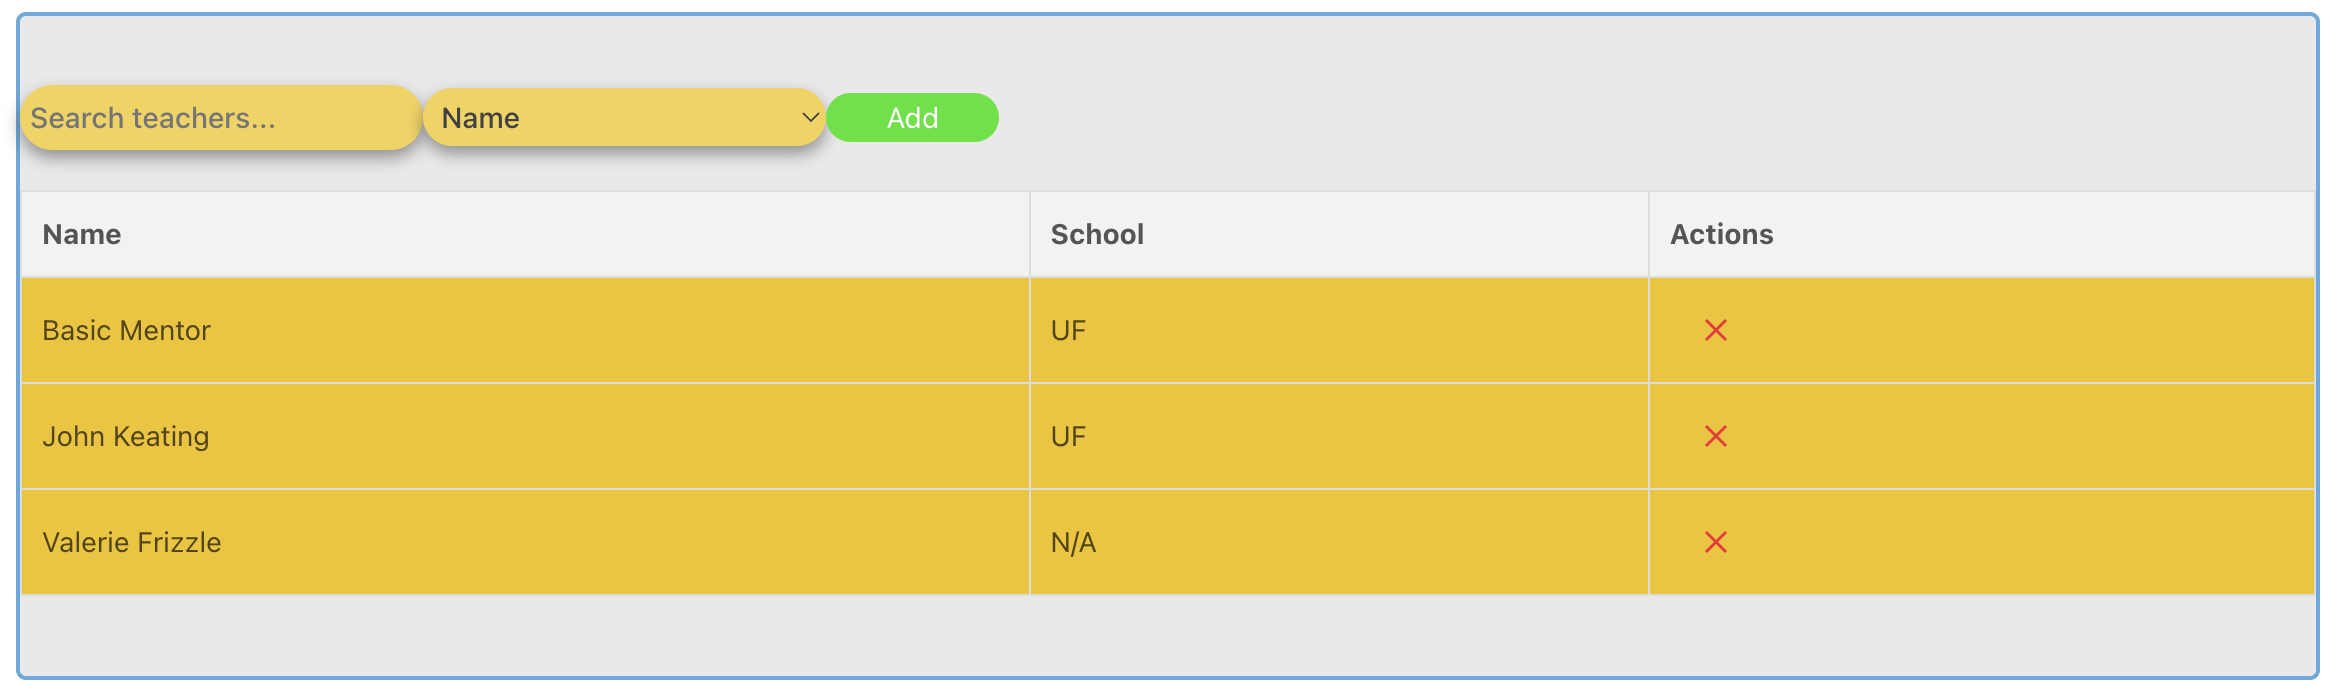 Search teachers... Name Add
Name School Actions
Basic Mentor UF
John Keating UF
Valerie Frizzle N/A